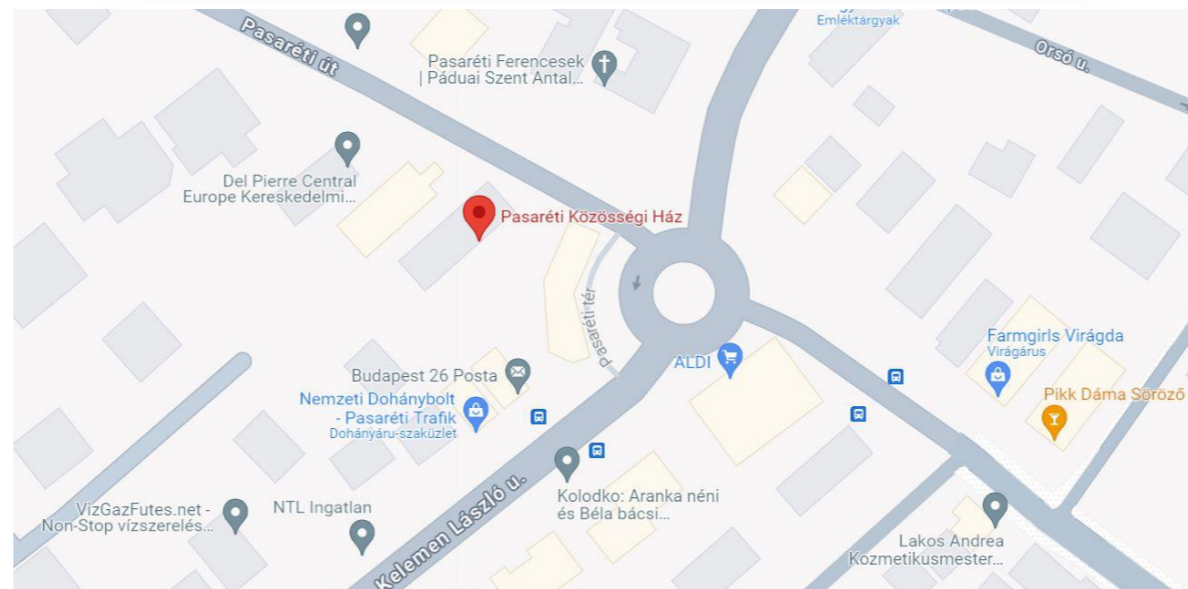 Pasaréti út
Emléktárgyak
Orsó u.
Pasaréti Ferencesek
| Páduai Szent Antal...
Del Pierre Central
Europe Kereskedelmi...
Pasaréti Közösségi Ház
Pasaréti tér
Farmgirls Virágda
Virágárus
ALDI
Budapest 26 Posta
Pikk Dáma Söröző
Nemzeti Dohánybolt
- Pasaréti Trafik
Dohányáru-szaküzlet
Kelemen László u.
Kolodko: Aranka néni
és Béla bácsi...
VízGázFutes.net -
Non-Stop vízszerelés...
NTL Ingatlan
Lakos Andrea
Kozmetikusmester...